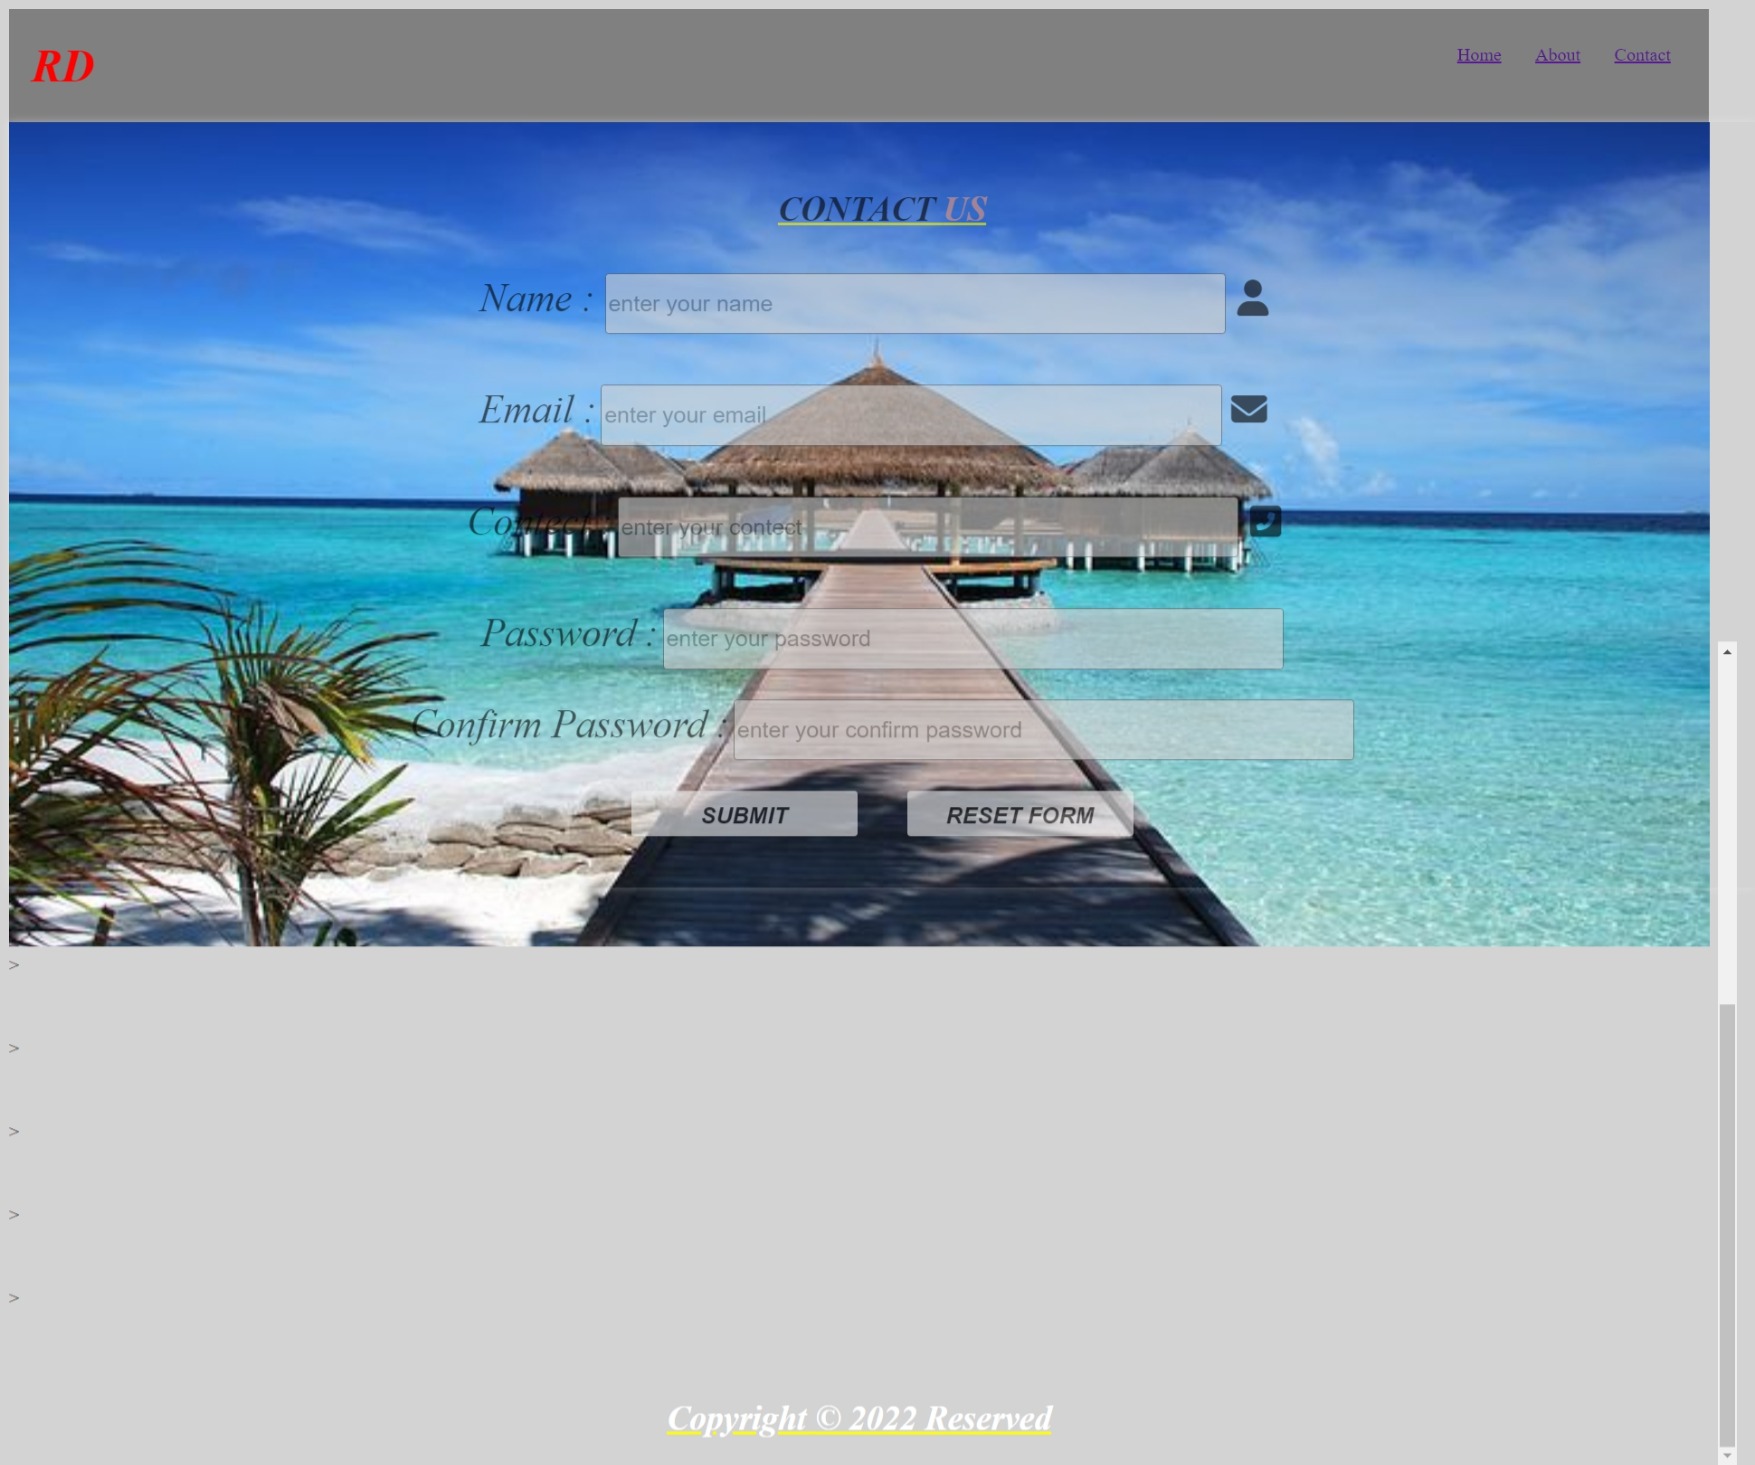 RD
Home About Contact
CONTACT US
Name : enter your name
Email : enter your email
Contect : enter your contect
Password : enter your password
Confirm Password : enter your confirm password
SUBMIT RESET FORM
>
>
>
>
>
Copyright © 2022 Reserved